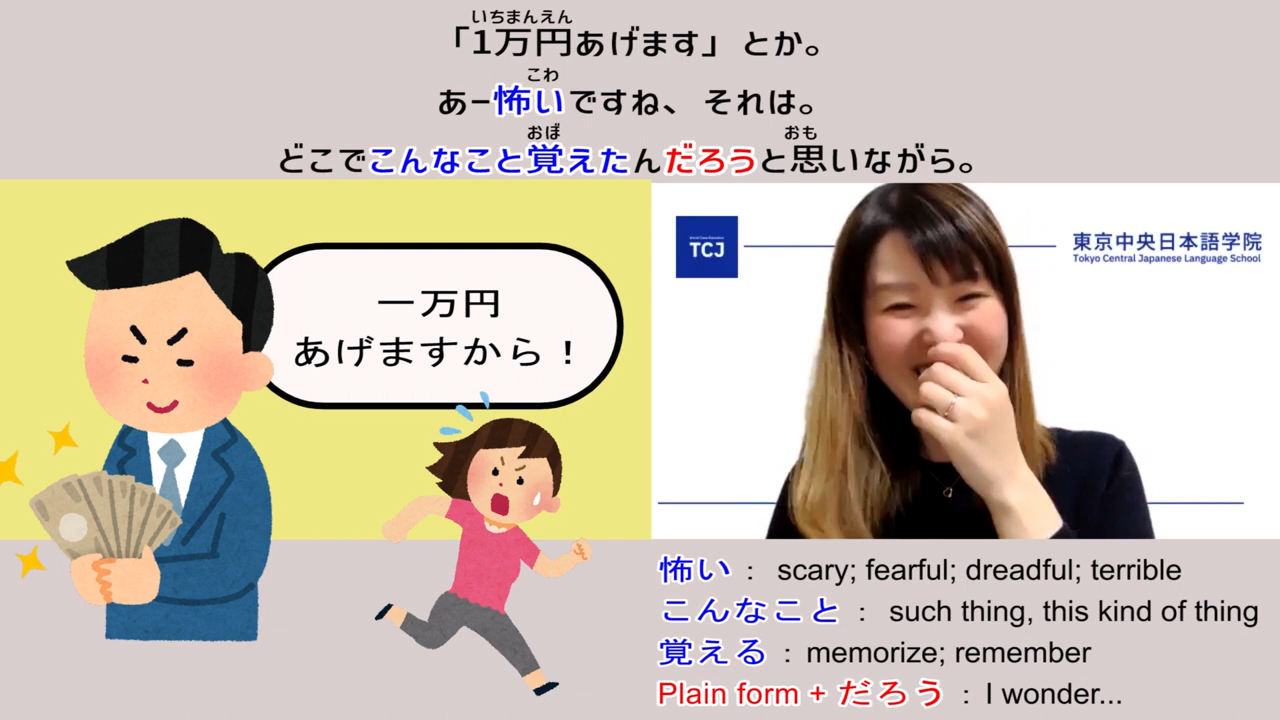 いちまんえん
「1万円あげます」とか。
こわ
あー怖いですね、それは。
おぼ おも
どこでこんなこと覚えたんだろうと思いながら。
一万円
あげますから！
TCJ
東京中央日本語学院
Tokyo Central Japanese Language School
怖い : scary; fearful; dreadful; terrible
こんなこと : such thing, this kind of thing
覚える : memorize; remember
Plain form + だろう : I wonder...